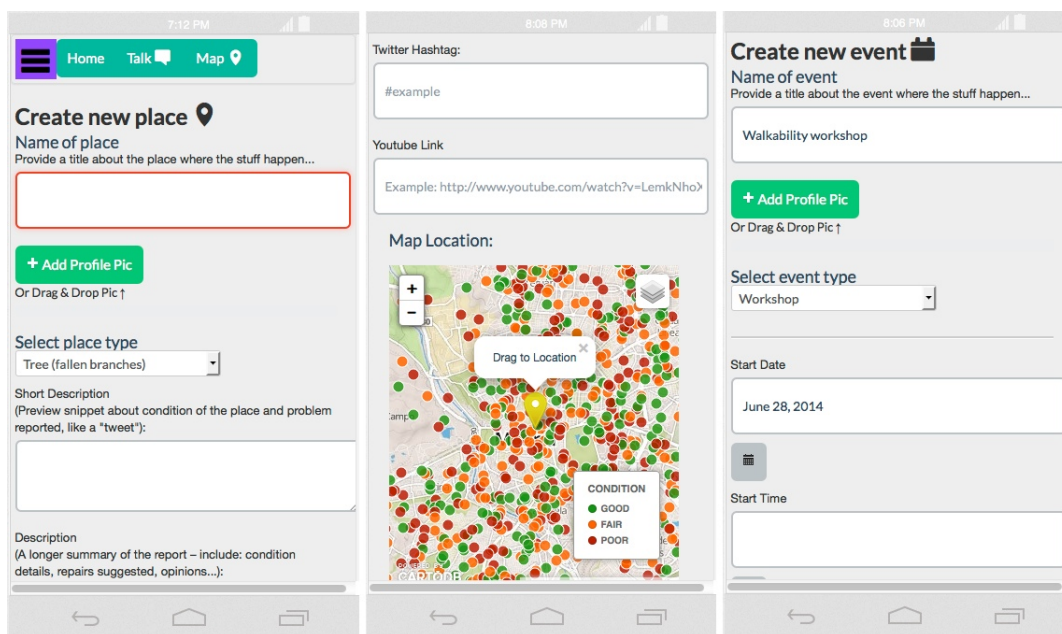 7:12 PM
Home Talk Map
Create new place
Name of place
Provide a title about the place where the stuff happen...
+ Add Profile Pic
Or Drag & Drop Pic ↑
Select place type
Tree (fallen branches)
Short Description
(Preview snippet about condition of the place and problem
reported, like a "tweet"):
Description
(A longer summary of the report – include: condition
details, repairs suggested, opinions...):
8:08 PM
Twitter Hashtag:
#example
Youtube Link
Example: http://www.youtube.com/watch?v=LemkNhoX
Map Location:
+
-
Drag to Location
CONDITION
GOOD
FAIR
POOR
CARTODB
8:06 PM
Create new event
Name of event
Provide a title about the event where the stuff happen...
Walkability workshop
+ Add Profile Pic
Or Drag & Drop Pic ↑
Select event type
Workshop
Start Date
June 28, 2014
Start Time